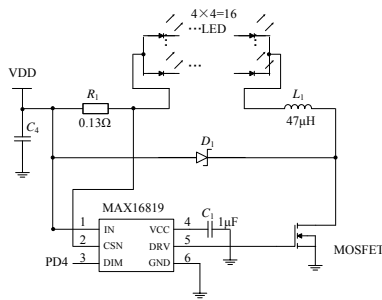 4×4=16
···LED
···
VDD
R1
0.13Ω
L1
47μH
C4
D1
MAX16819
C1
1μF
1 IN VCC 4
2 CSN DRV 5
PD4 3 DIM GND 6
MOSFET